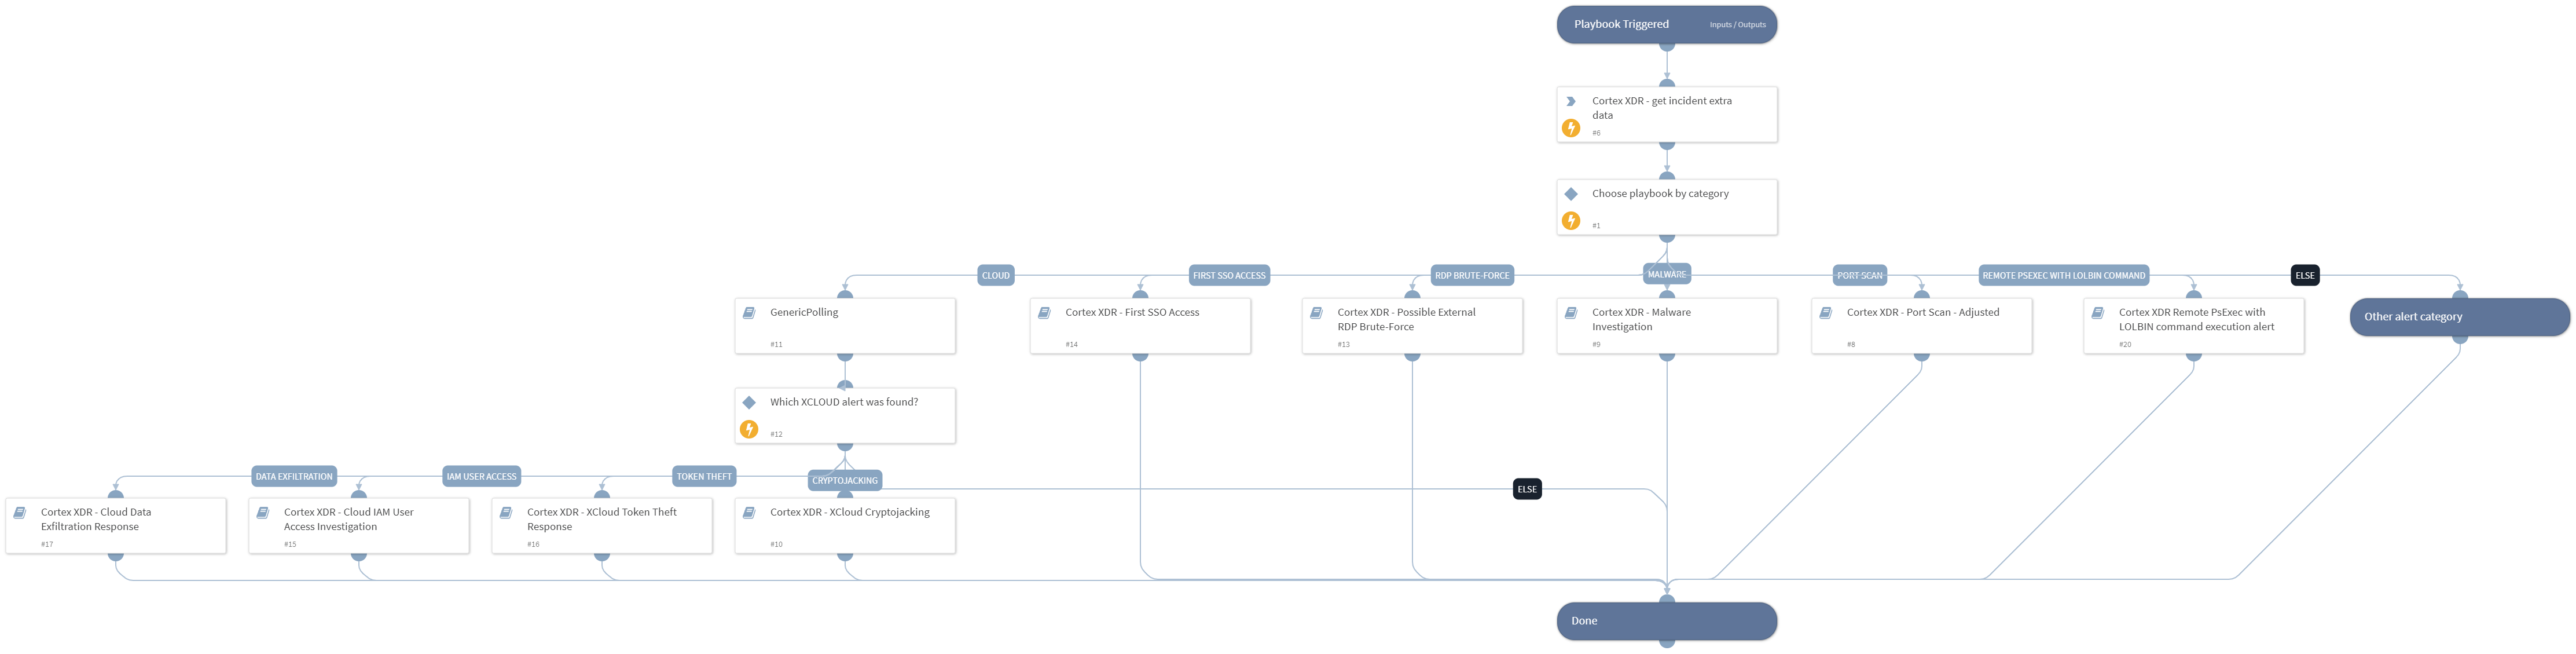 Playbook Triggered
Inputs / Outputs
Cortex XDR - get incident extra
data
#6
Choose playbook by category
#1
CLOUD
FIRST SSO ACCESS
RDP BRUTE-FORCE
MALWARE
PORT SCAN
REMOTE PSEXEC WITH LOLBIN COMMAND
ELSE
GenericPolling
#11
Cortex XDR - First SSO Access
#14
Cortex XDR - Possible External
RDP Brute-Force
#13
Cortex XDR - Malware
Investigation
#9
Cortex XDR - Port Scan - Adjusted
#8
Cortex XDR Remote PsExec with
LOLBIN command execution alert
#20
Other alert category
Which XCLOUD alert was found?
#12
DATA EXFILTRATION
IAM USER ACCESS
TOKEN THEFT
CRYPTOJACKING
ELSE
Cortex XDR - Cloud Data
Exfiltration Response
#17
Cortex XDR - Cloud IAM User
Access Investigation
#15
Cortex XDR - XCloud Token Theft
Response
#16
Cortex XDR - XCloud Cryptojacking
#10
Done